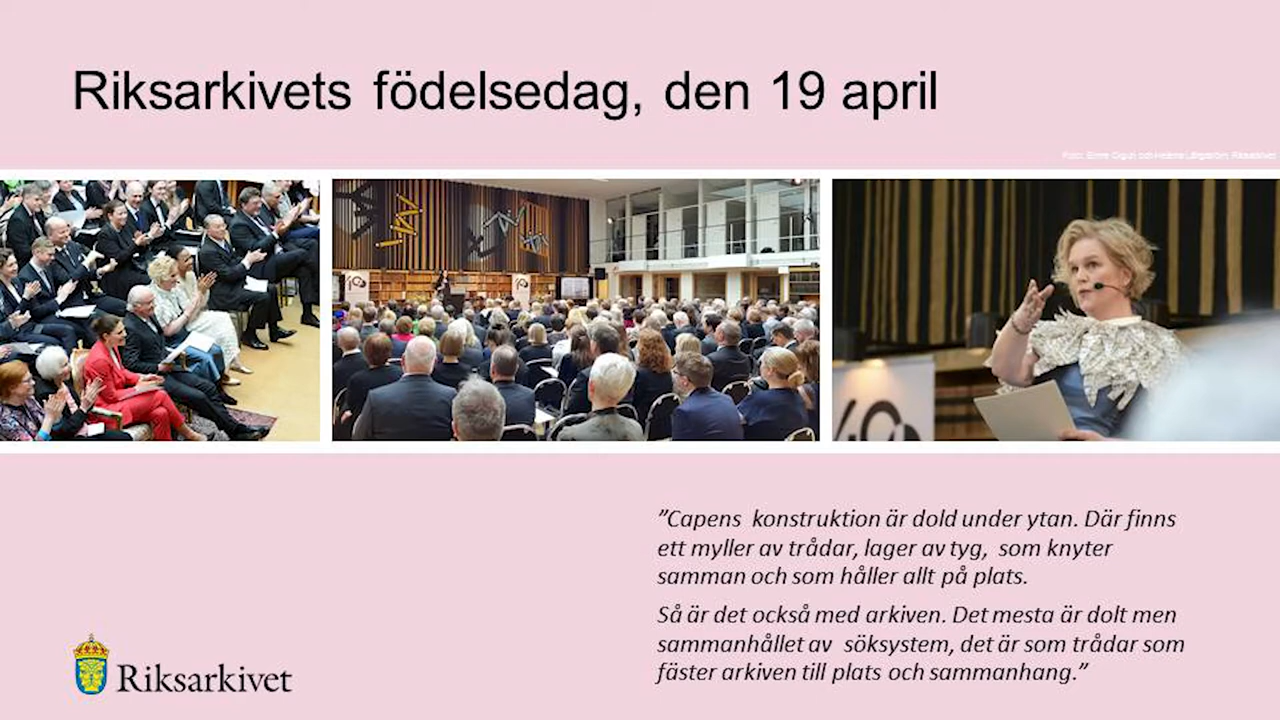 Riksarkivets födelsedag, den 19 april
”Capens konstruktion är dold under ytan. Där finns
ett myller av trådar, lager av tyg, som knyter
samman och som håller allt på plats.
Så är det också med arkiven. Det mesta är dolt men
sammanhållet av söksystem, det är som trådar som
fäster arkiven till plats och sammanhang.”
Riksarkivet